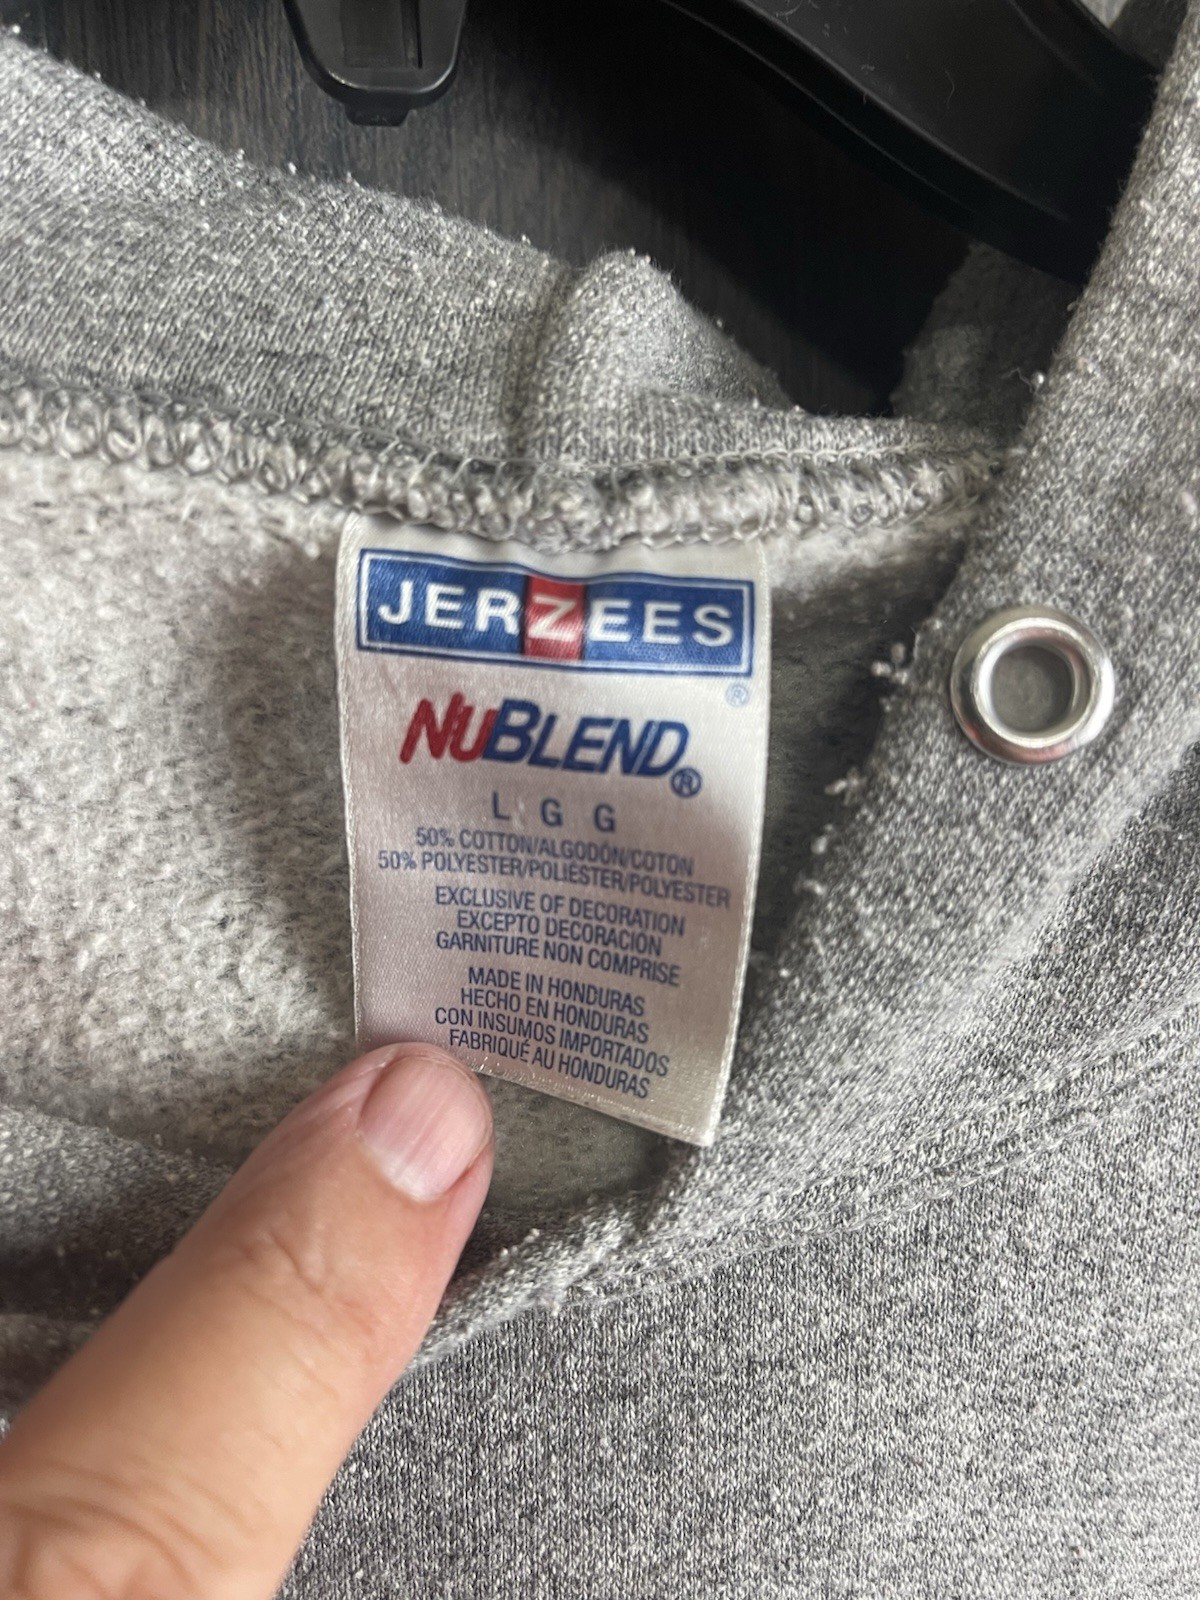 JERZEES
®
NUBLEND®
L G G
50% COTTON/ALGODÓN/COTON
50% POLYESTER/POLIÉSTER/POLYESTER
EXCLUSIVE OF DECORATION
EXCEPTO DECORACIÓN
GARNITURE NON COMPRISE
MADE IN HONDURAS
HECHO EN HONDURAS
CON INSUMOS IMPORTADOS
FABRIQUÉ AU HONDURAS